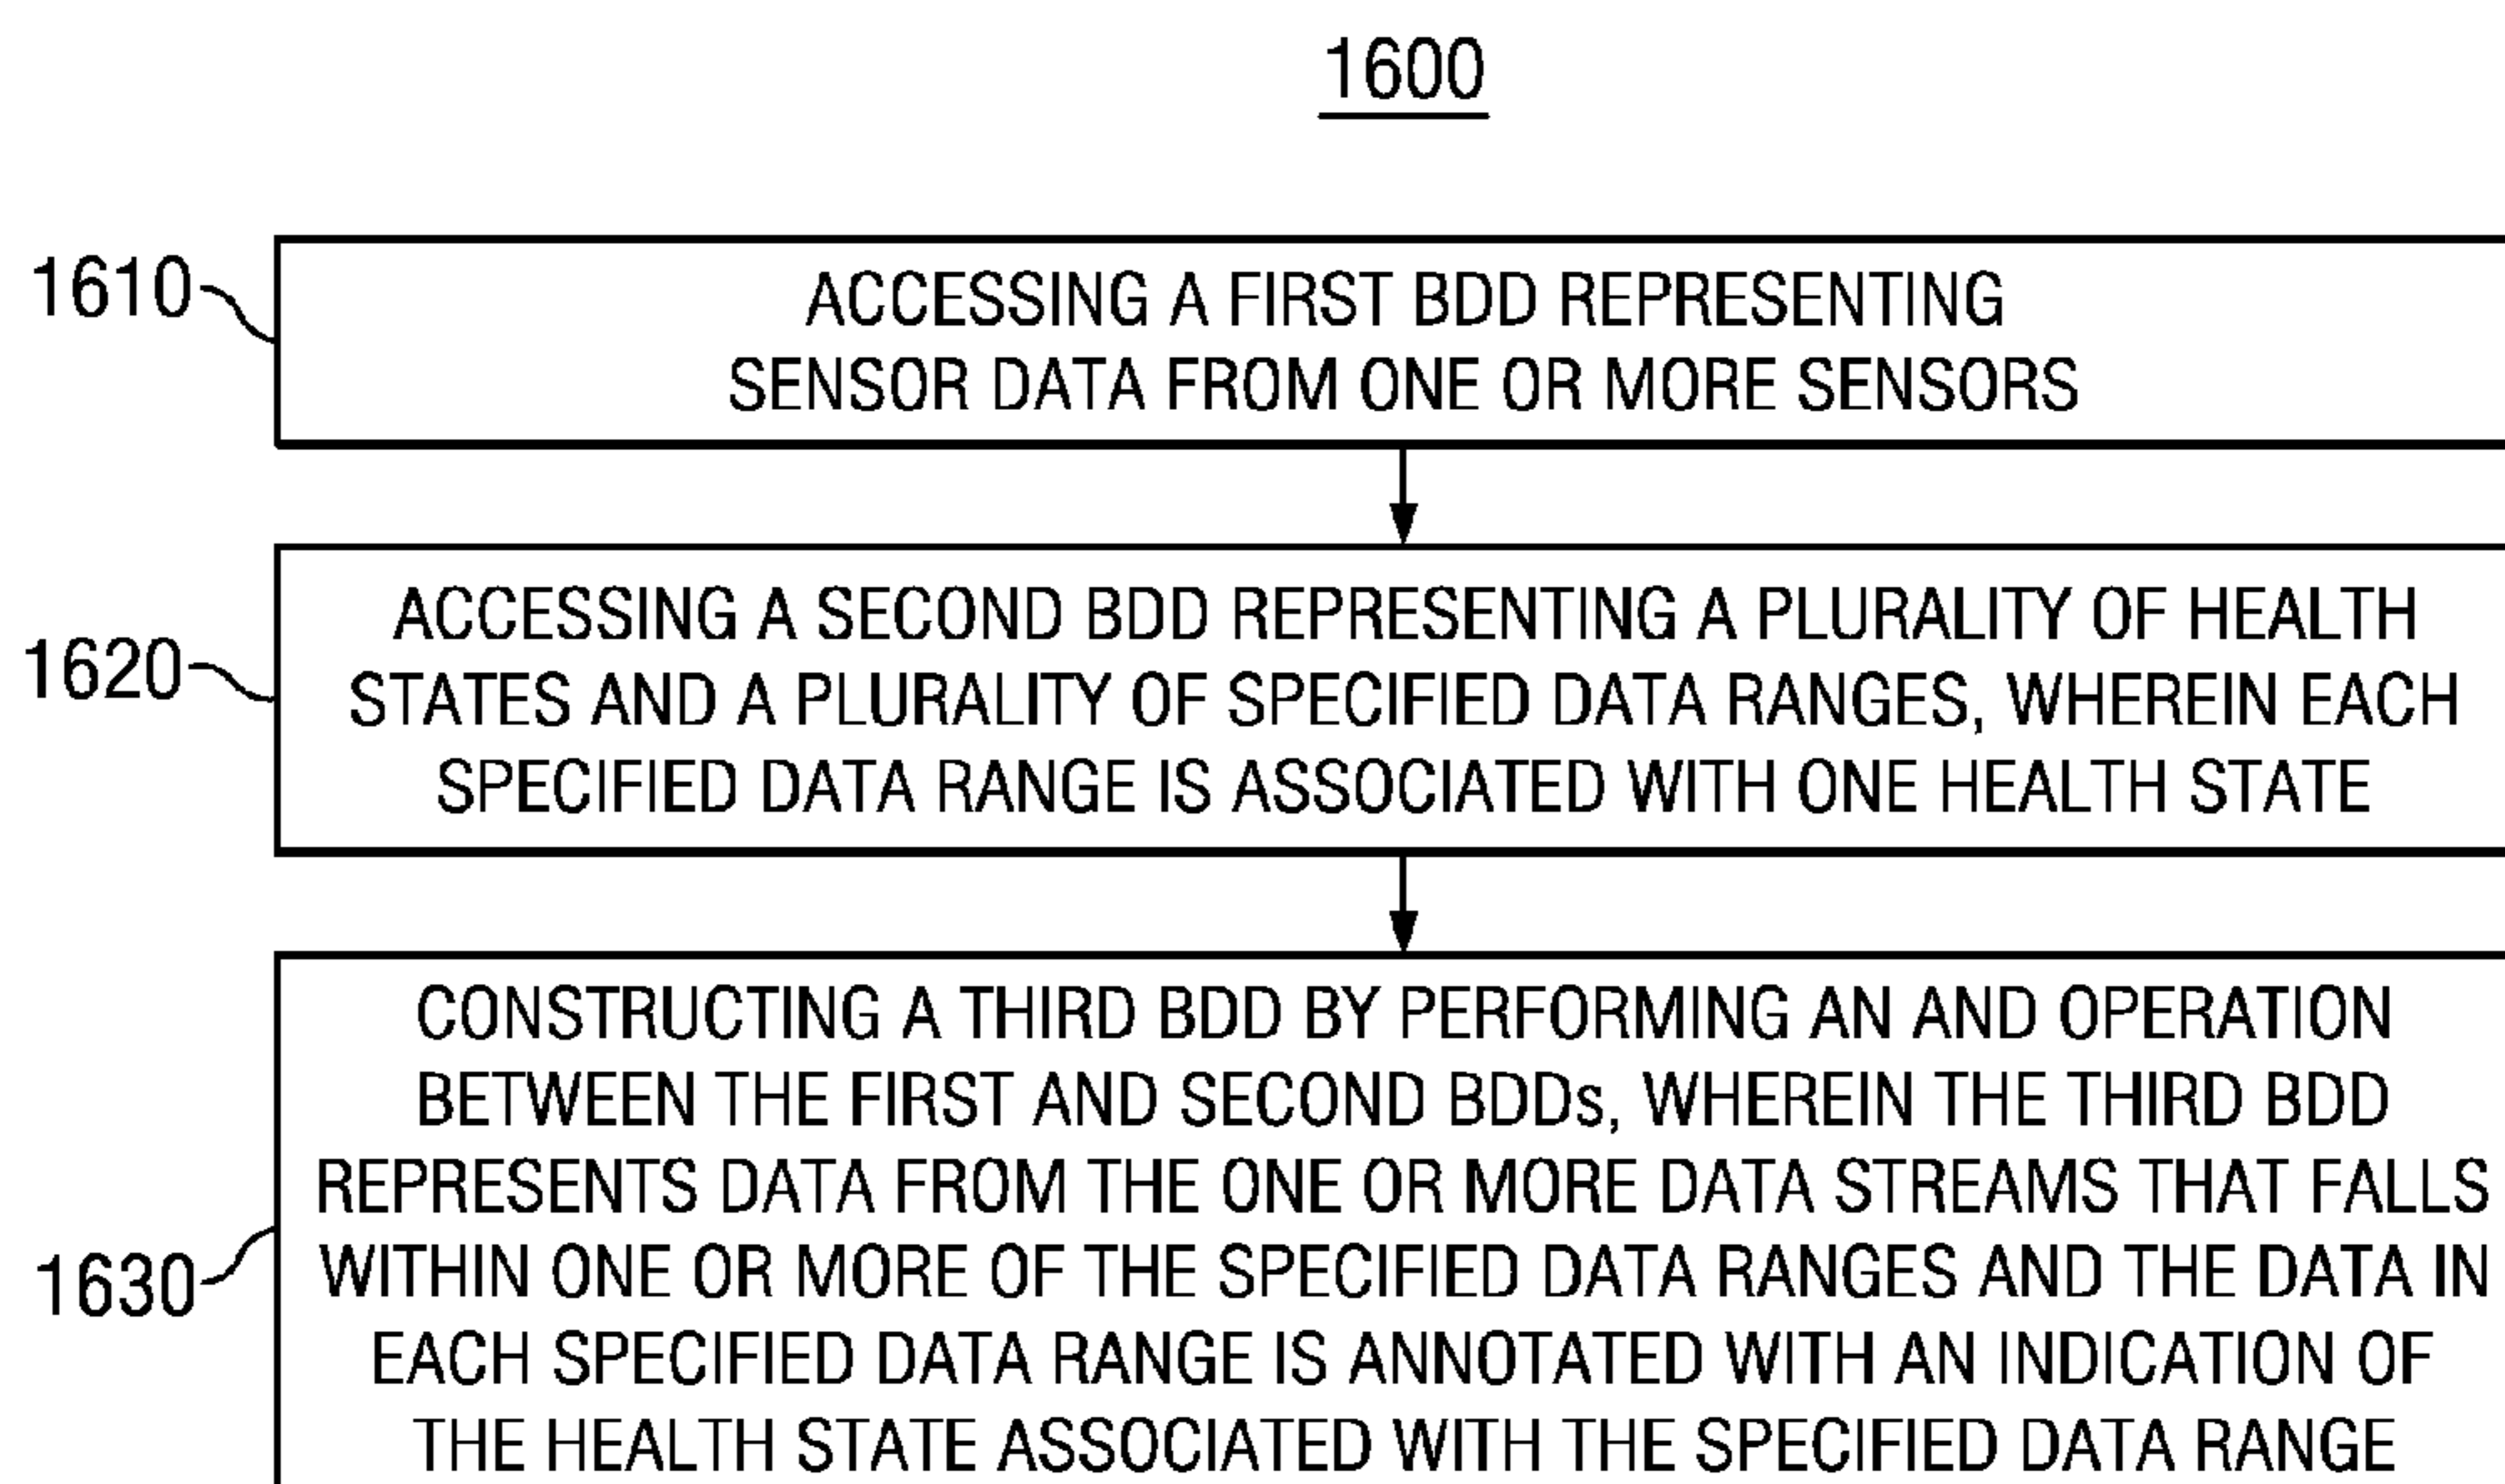 1600
1610
ACCESSING A FIRST BDD REPRESENTING
SENSOR DATA FROM ONE OR MORE SENSORS
1620
ACCESSING A SECOND BDD REPRESENTING A PLURALITY OF HEALTH
STATES AND A PLURALITY OF SPECIFIED DATA RANGES, WHEREIN EACH
SPECIFIED DATA RANGE IS ASSOCIATED WITH ONE HEALTH STATE
1630
CONSTRUCTING A THIRD BDD BY PERFORMING AN AND OPERATION
BETWEEN THE FIRST AND SECOND BDDs, WHEREIN THE THIRD BDD
REPRESENTS DATA FROM THE ONE OR MORE DATA STREAMS THAT FALLS
WITHIN ONE OR MORE OF THE SPECIFIED DATA RANGES AND THE DATA IN
EACH SPECIFIED DATA RANGE IS ANNOTATED WITH AN INDICATION OF
THE HEALTH STATE ASSOCIATED WITH THE SPECIFIED DATA RANGE